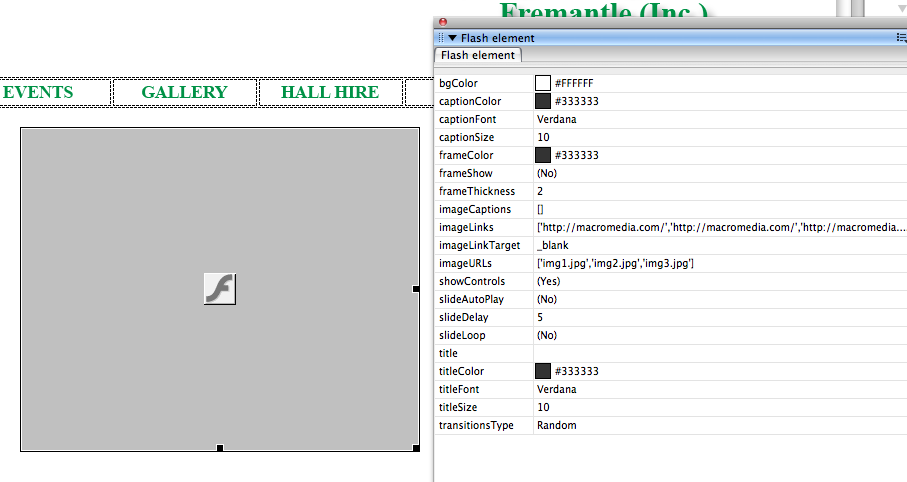 Fremantle (Inc.)
EVENTS
GALLERY
HALL HIRE
Flash element
Flash element
bgColor #FFFFFF
captionColor #333333
captionFont Verdana
captionSize 10
frameColor #333333
frameShow (No)
frameThickness 2
imageCaptions []
imageLinks ['http://macromedia.com/','http://macromedia.com/','http://macromedia....
imageLinkTarget _blank
imageURLs ['img1.jpg','img2.jpg','img3.jpg']
showControls (Yes)
slideAutoPlay (No)
slideDelay 5
slideLoop (No)
title
titleColor #333333
titleFont Verdana
titleSize 10
transitionsType Random